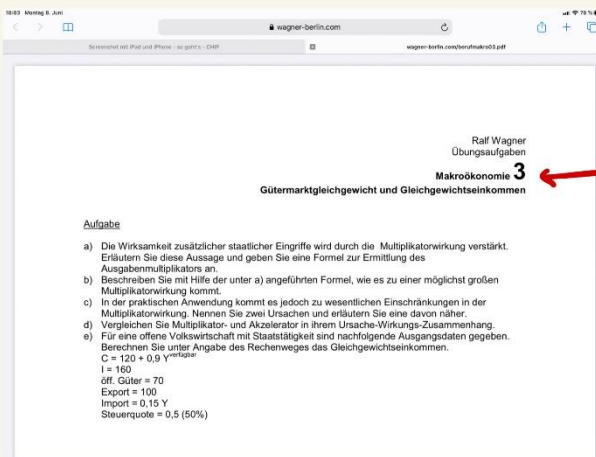 18:03 Montag 8. Juni
70 %
wagner-berlin.com
Screenshot mit iPad und iPhone - so geht's - CHIP
wagner-berlin.com/berufmakro03.pdf
Ralf Wagner
Übungsaufgaben
Makroökonomie 3
Gütermarktgleichgewicht und Gleichgewichtseinkommen
Aufgabe
a) Die Wirksamkeit zusätzlicher staatlicher Eingriffe wird durch die Multiplikatorwirkung verstärkt.
Erläutern Sie diese Aussage und geben Sie eine Formel zur Ermittlung des
Ausgabenmultiplikators an.
b) Beschreiben Sie mit Hilfe der unter a) angeführten Formel, wie es zu einer möglichst großen
Multiplikatorwirkung kommt.
c) In der praktischen Anwendung kommt es jedoch zu wesentlichen Einschränkungen in der
Multiplikatorwirkung. Nennen Sie zwei Ursachen und erläutern Sie eine davon näher.
d) Vergleichen Sie Multiplikator- und Akzelerator in ihrem Ursache-Wirkungs-Zusammenhang.
e) Für eine offene Volkswirtschaft mit Staatstätigkeit sind nachfolgende Ausgangsdaten gegeben.
Berechnen Sie unter Angabe des Rechenweges das Gleichgewichtseinkommen.
C = 120 + 0,9 Yverfügbar
I = 160
öff. Güter = 70
Export = 100
Import = 0,15 Y
Steuerquote = 0,5 (50%)